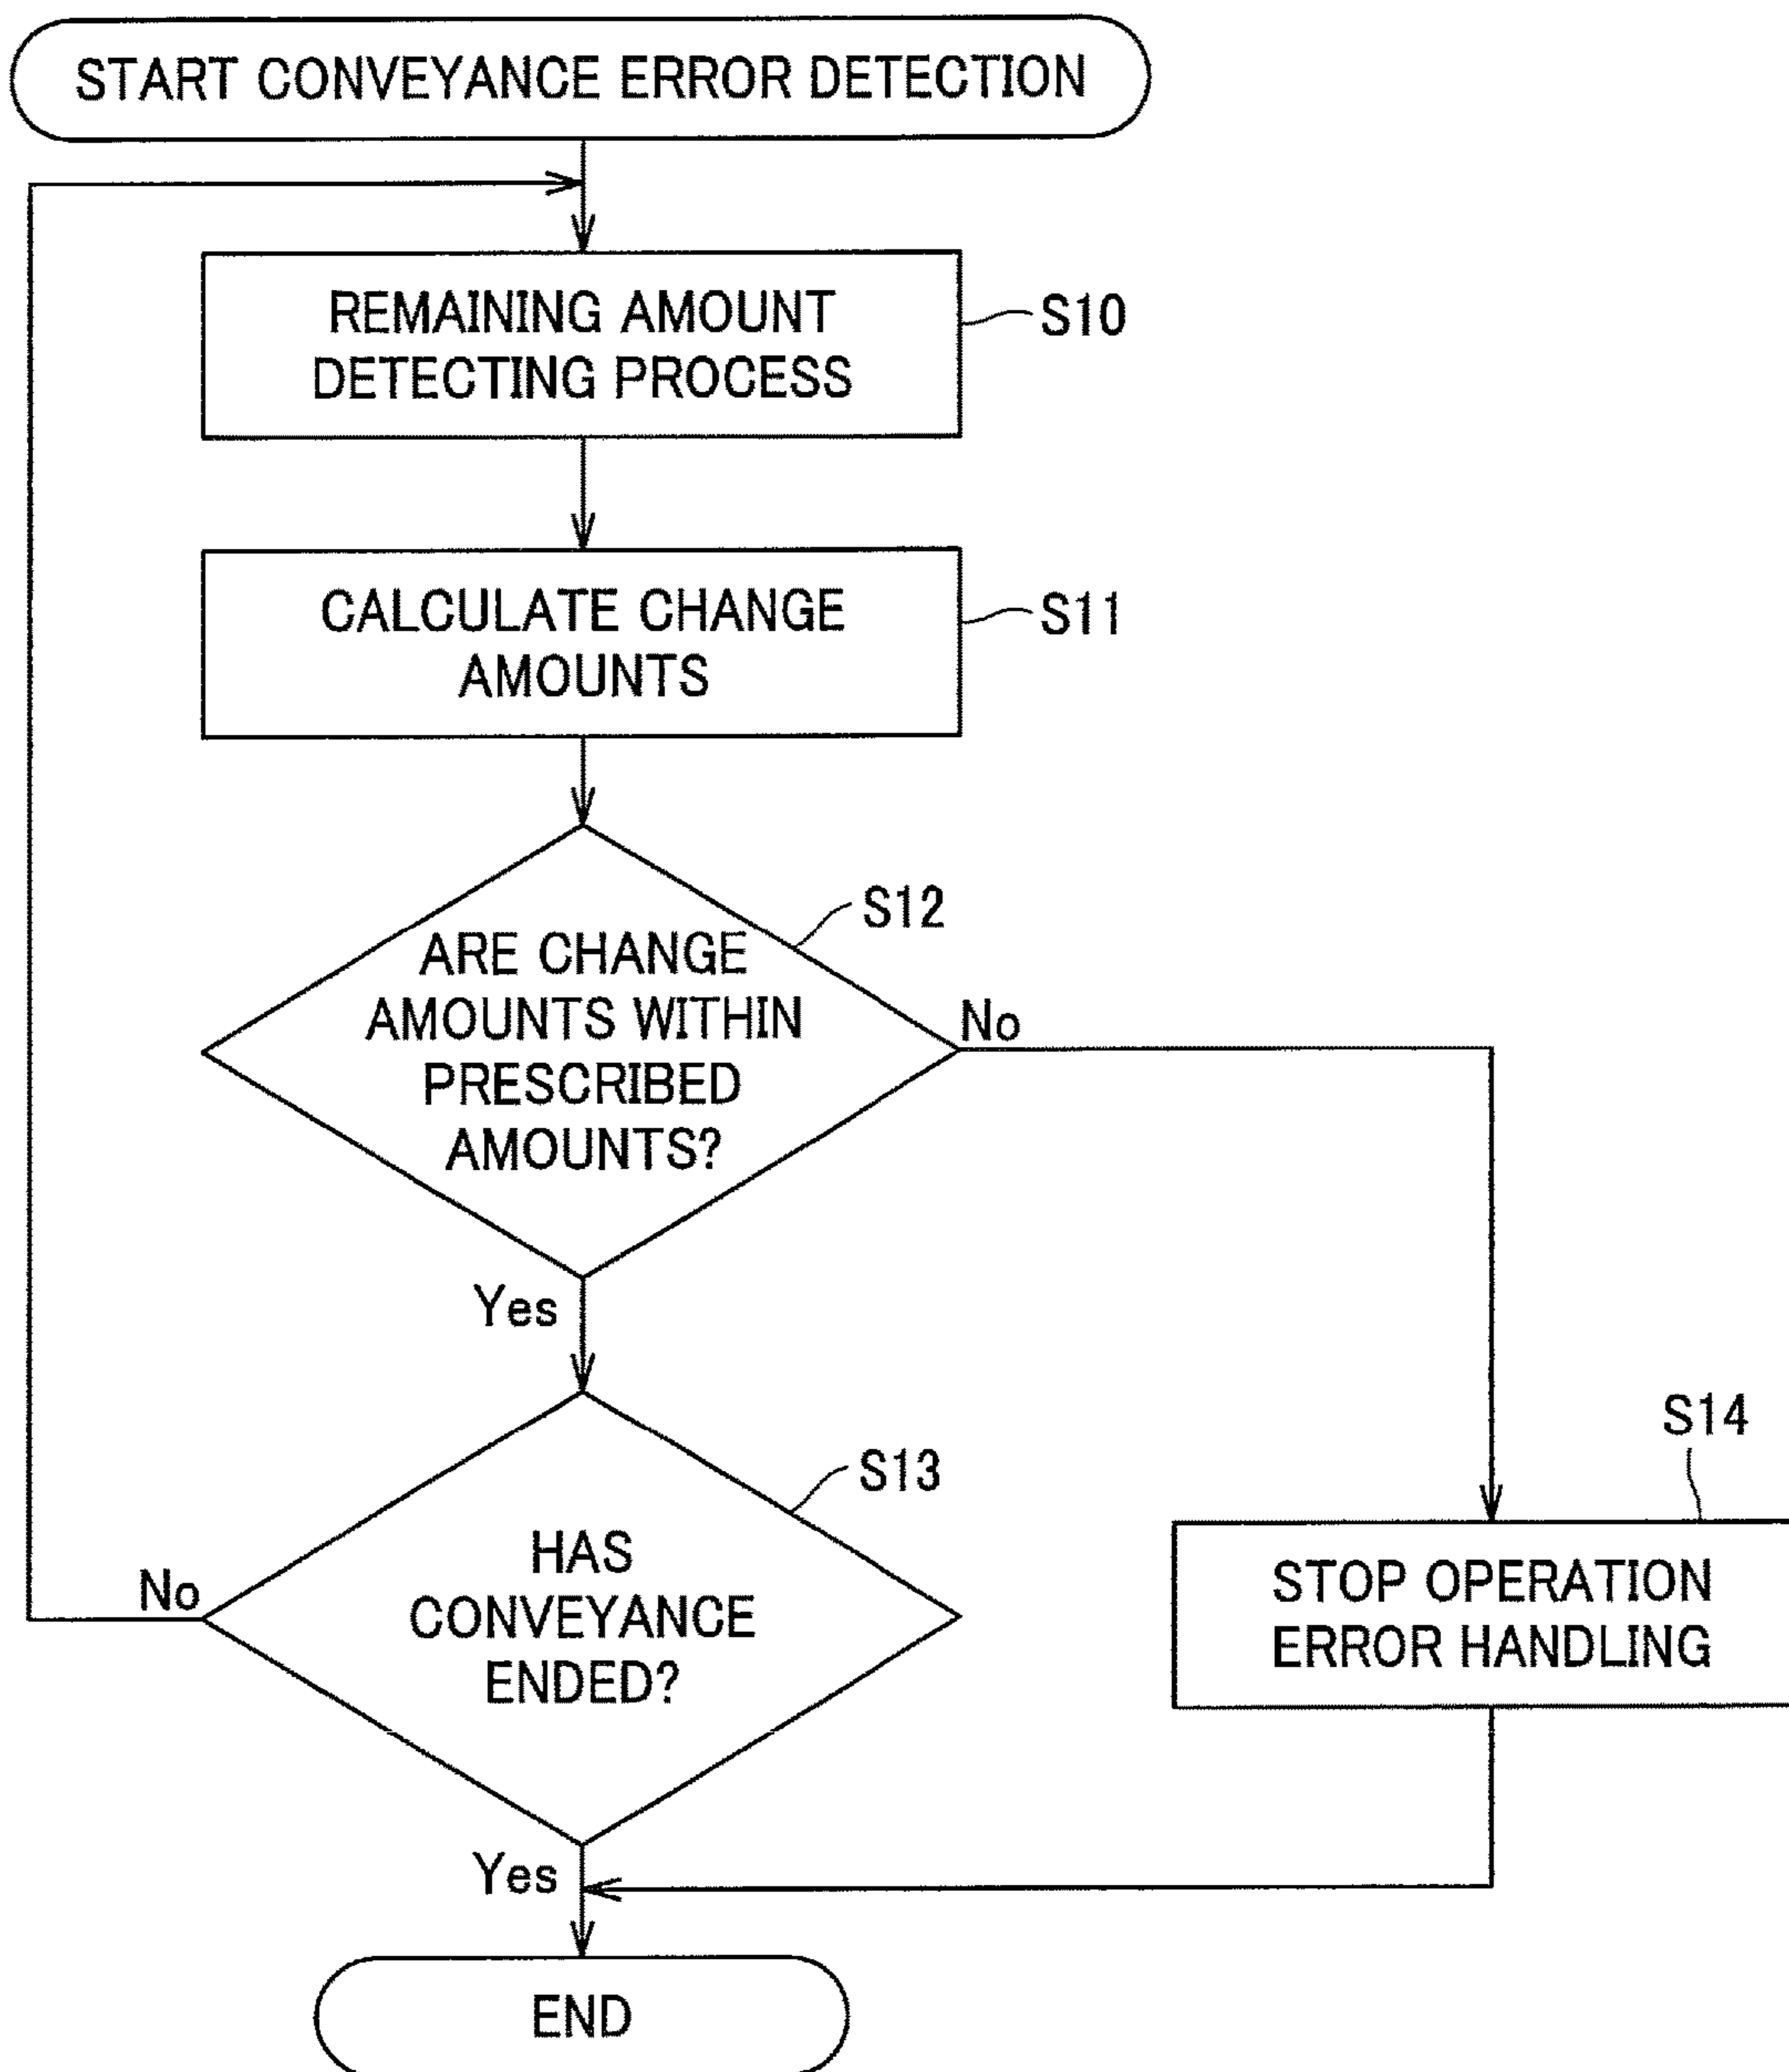 START CONVEYANCE ERROR DETECTION
REMAINING AMOUNT
DETECTING PROCESS
S10
CALCULATE CHANGE
AMOUNTS
S11
S12
ARE CHANGE
AMOUNTS WITHIN
PRESCRIBED
AMOUNTS?
No
Yes
S13
HAS
CONVEYANCE
ENDED?
No
Yes
S14
STOP OPERATION
ERROR HANDLING
END